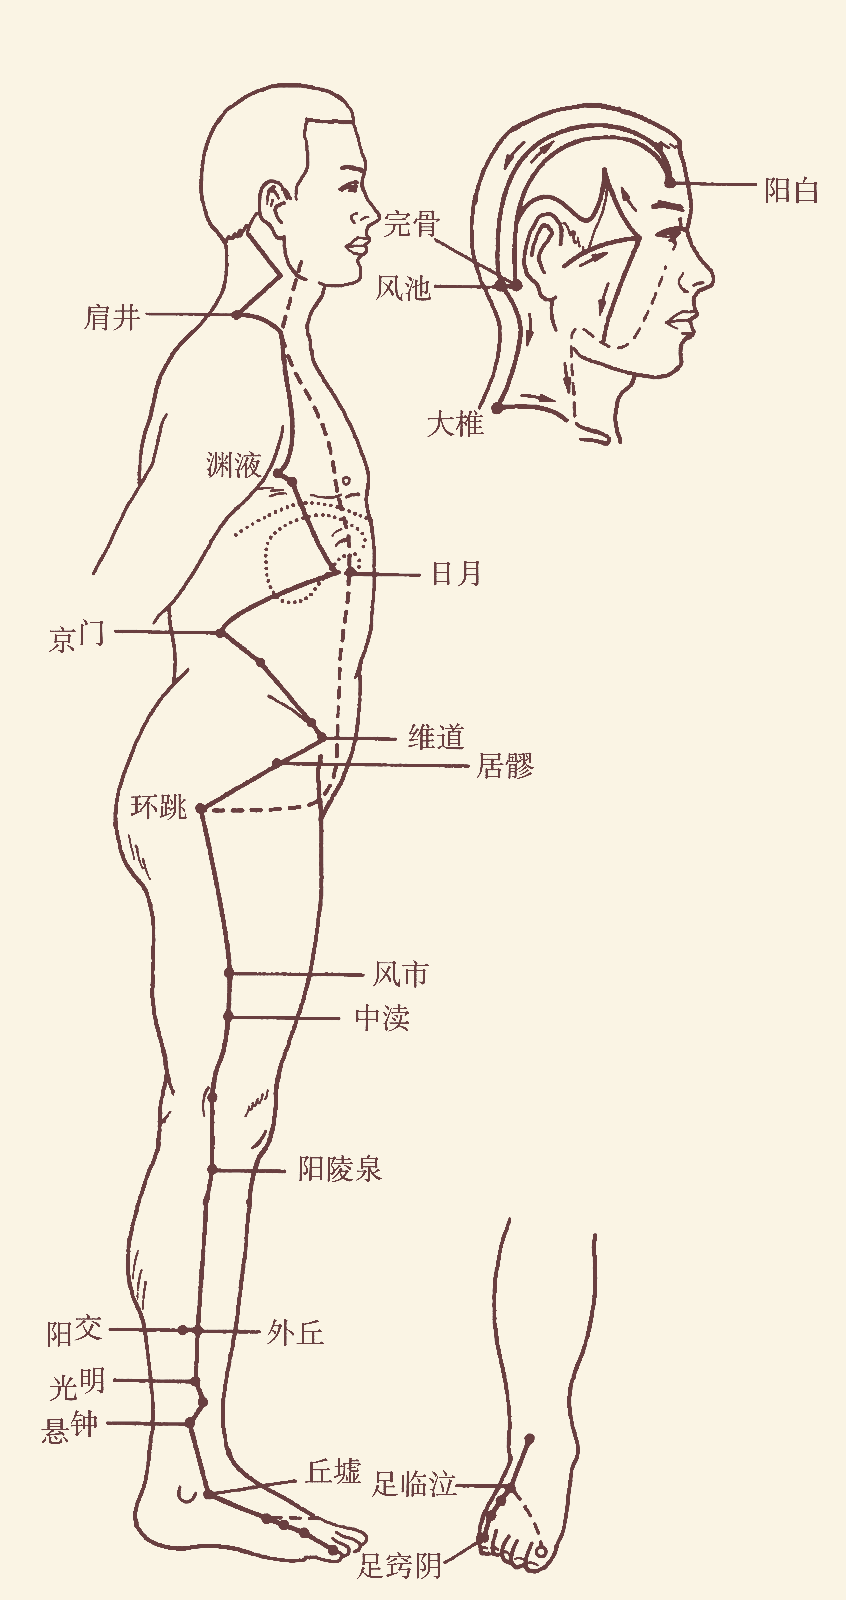 阳白
完骨
风池
肩井
大椎
渊液
日月
京门
维道
居髎
环跳
风市
中渎
阳陵泉
阳交
外丘
光明
悬钟
丘墟
足临泣
足窍阴